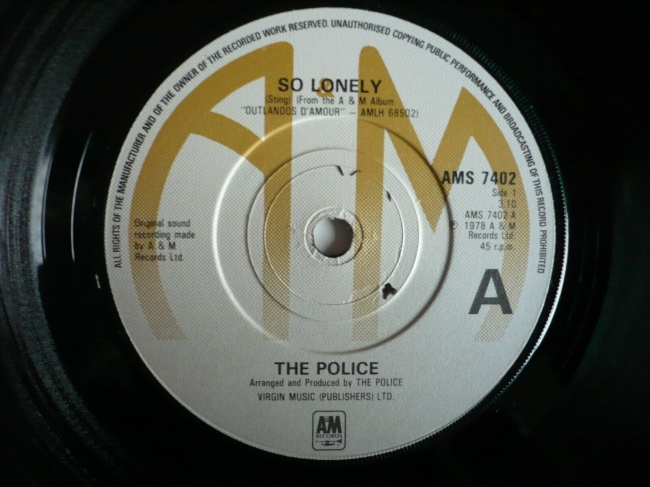 ALL RIGHTS OF THE MANUFACTURER AND OF THE OWNER OF THE RECORDED WORK RESERVED. UNAUTHORISED COPYING PUBLIC PERFORMANCE AND BROADCASTING OF THIS RECORD PROHIBITED
A&M
SO LONELY
(Sting) (From the A & M Album
"OUTLANDOS D'AMOUR" – AMLH 68502)
AMS 7402
Side 1
3.10
AMS 7402 A
℗ 1978 A & M
Records Ltd.
45 r.p.m.
Original sound
recording made
by A & M
Records Ltd.
A
THE POLICE
Arranged and Produced by THE POLICE
VIRGIN MUSIC (PUBLISHERS) LTD.
A&M
RECORDS